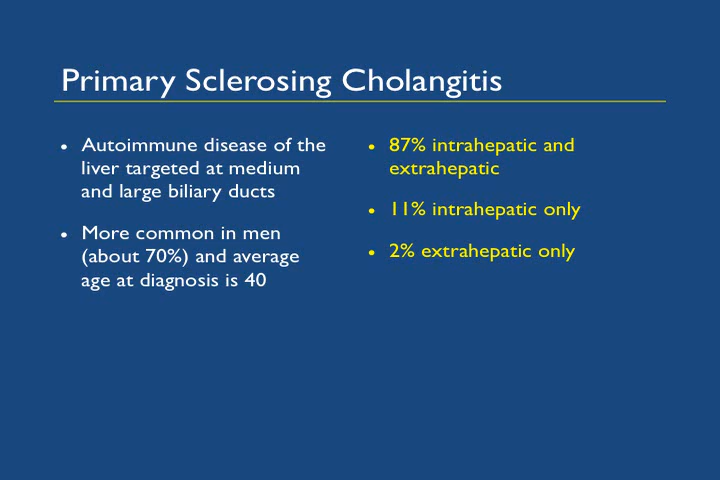 Primary Sclerosing Cholangitis
• Autoimmune disease of the
liver targeted at medium
and large biliary ducts
• More common in men
(about 70%) and average
age at diagnosis is 40
• 87% intrahepatic and
extrahepatic
• 11% intrahepatic only
• 2% extrahepatic only